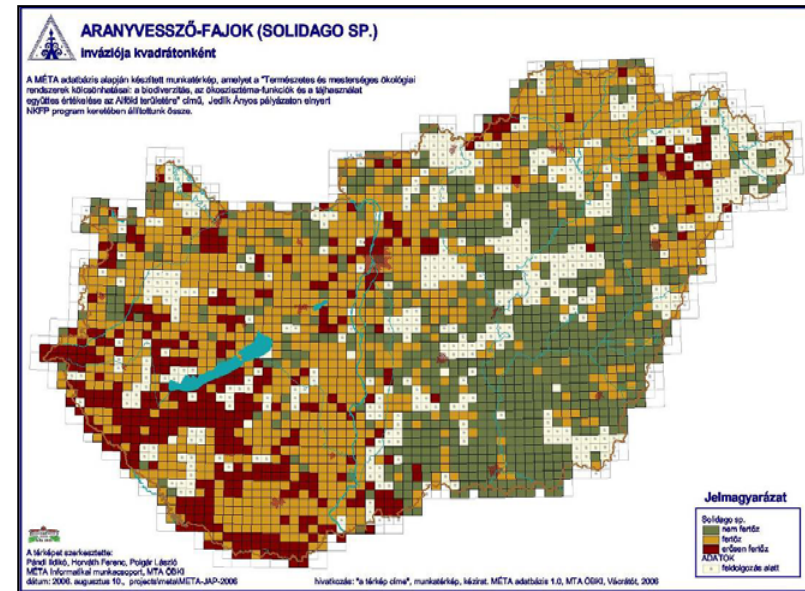 ARANYVESSZŐ-FAJOK (SOLIDAGO SP.)
inváziója kvadrátonként
A MÉTA adatbázis alapján készített munkatérkép, amelyet a "Természetes és mesterséges ökológiai
rendszerek kölcsönhatásai: a biodiverzitás, az ökoszisztéma-funkciók és a tájhasználat
együttes értékelése az Alföld területére" című, Jedlik Ányos pályázaton elnyert
NKFP program keretében állítottunk össze.
Jelmagyarázat
Solidago sp.
nem fertőz
fertőz
erősen fertőz
ADATOK
feldolgozás alatt
A térképet szerkesztette:
Pándi Ildikó, Horváth Ferenc, Polgár László
MÉTA Informatikai munkacsoport, MTA ÖBKI
dátum: 2006. augusztus 10., projects\meta\META-JAP-2006
hivatkozás: "a térkép címe", munkatérkép, kézirat. MÉTA adatbázis 1.0, MTA ÖBKI, Vácrátót, 2006